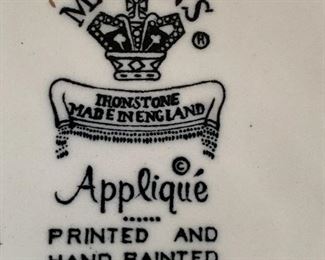 M S
®
IRONSTONE
MADE IN ENGLAND
©
Appliqué
PRINTED AND
HAND PAINTED